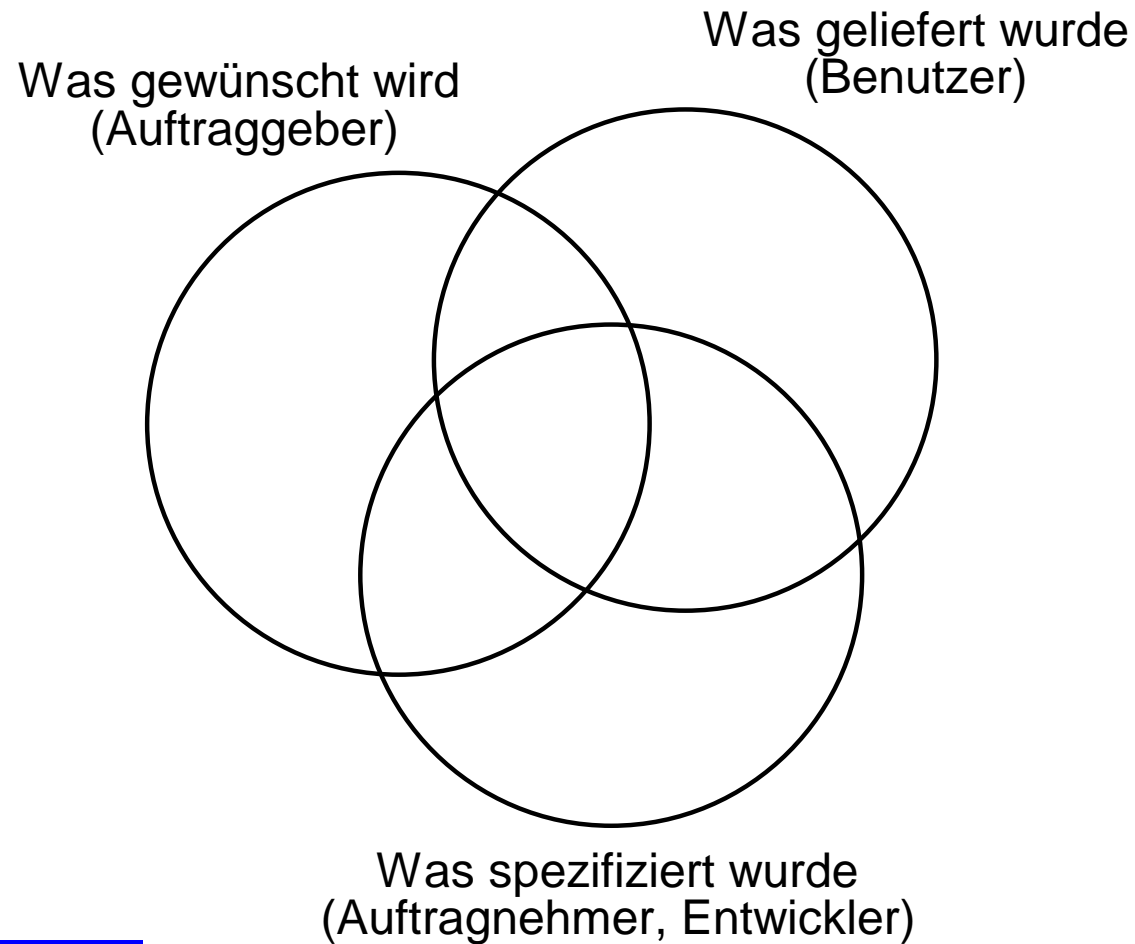 Was geliefert wurde
(Benutzer)
Was gewünscht wird
(Auftraggeber)
Was spezifiziert wurde
(Auftragnehmer, Entwickler)